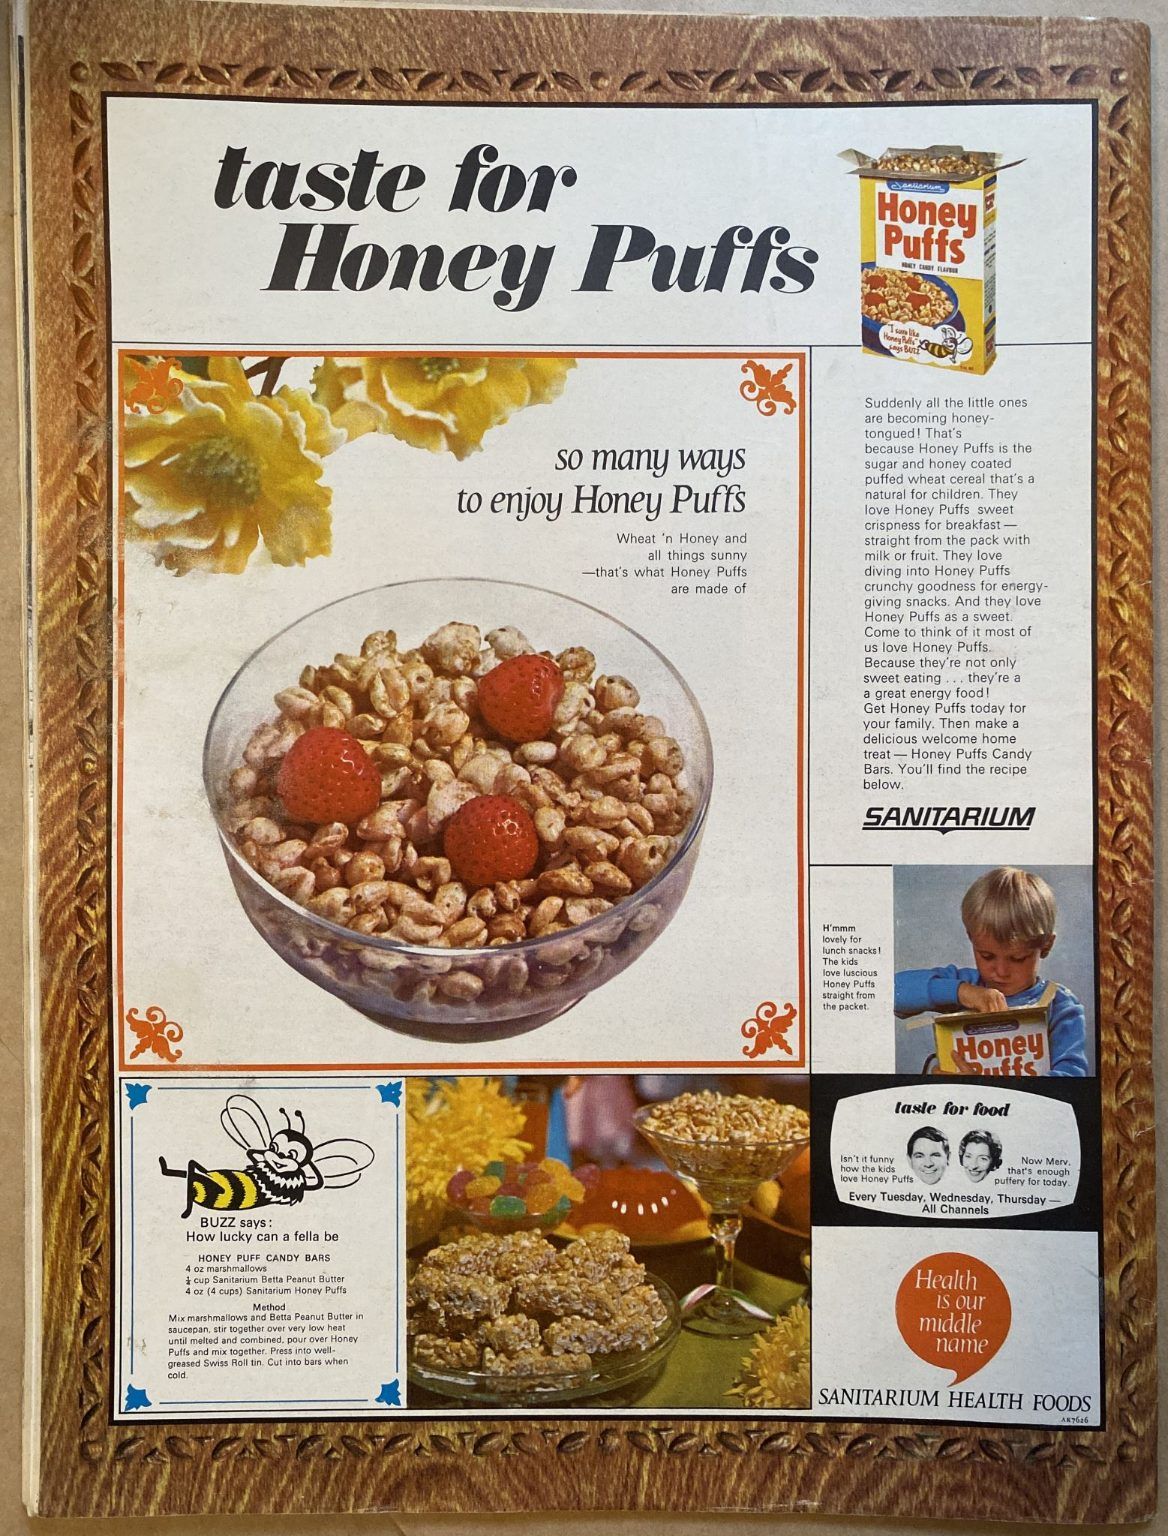 taste for
Honey Puffs
Sanitarium
Honey
Puffs
HONEY CANDY FLAVOUR
"I sure like
Honey Puffs"
says BUZZ
so many ways
to enjoy Honey Puffs
Wheat 'n Honey and
all things sunny
—that's what Honey Puffs
are made of
Suddenly all the little ones
are becoming honey-
tongued! That's
because Honey Puffs is the
sugar and honey coated
puffed wheat cereal that's a
natural for children. They
love Honey Puffs sweet
crispness for breakfast —
straight from the pack with
milk or fruit. They love
diving into Honey Puffs
crunchy goodness for energy-
giving snacks. And they love
Honey Puffs as a sweet.
Come to think of it most of
us love Honey Puffs.
Because they're not only
sweet eating . . . they're a
a great energy food!
Get Honey Puffs today for
your family. Then make a
delicious welcome home
treat — Honey Puffs Candy
Bars. You'll find the recipe
below.
SANITARIUM
H'mmm
lovely for
lunch snacks!
The kids
love luscious
Honey Puffs
straight from
the packet.
Honey
Puffs
BUZZ says:
How lucky can a fella be
HONEY PUFF CANDY BARS
4 oz marshmallows
cup Sanitarium Betta Peanut Butter
4 oz (4 cups) Sanitarium Honey Puffs
Method
Mix marshmallows and Betta Peanut Butter in
saucepan, stir together over very low heat
until melted and combined, pour over Honey
Puffs and mix together. Press into well-
greased Swiss Roll tin. Cut into bars when
cold.
taste for food
Isn't it funny
how the kids
love Honey Puffs
Now Merv.
that's enough
puffery for today.
Every Tuesday, Wednesday, Thursday —
All Channels
Health
is our
middle
name
SANITARIUM HEALTH FOODS
AK7626